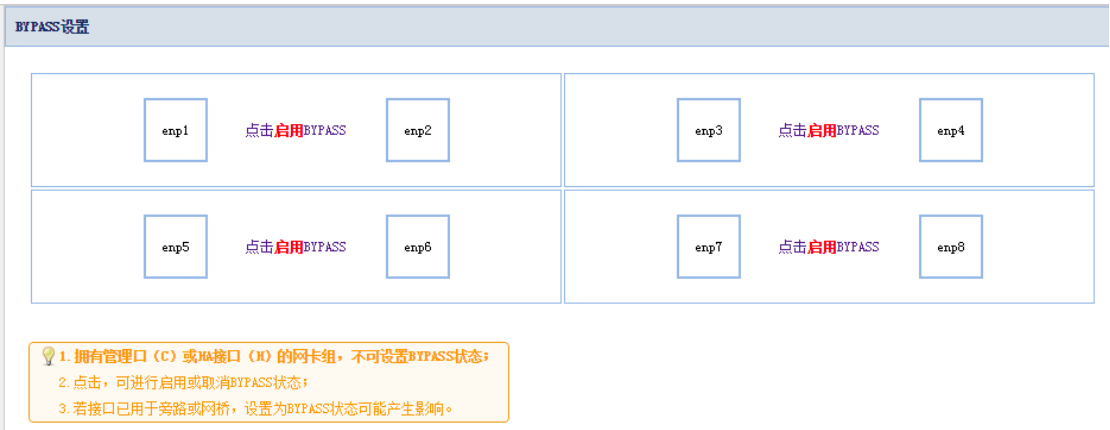 BYPASS设置
enp1 点击启用BYPASS enp2 enp3 点击启用BYPASS enp4
enp5 点击启用BYPASS enp6 enp7 点击启用BYPASS enp8
1.拥有管理口（C）或HA接口（H）的网卡组，不可设置BYPASS状态；
2.点击，可进行启用或取消BYPASS状态；
3.若接口已用于旁路或网桥，设置为BYPASS状态可能产生影响。